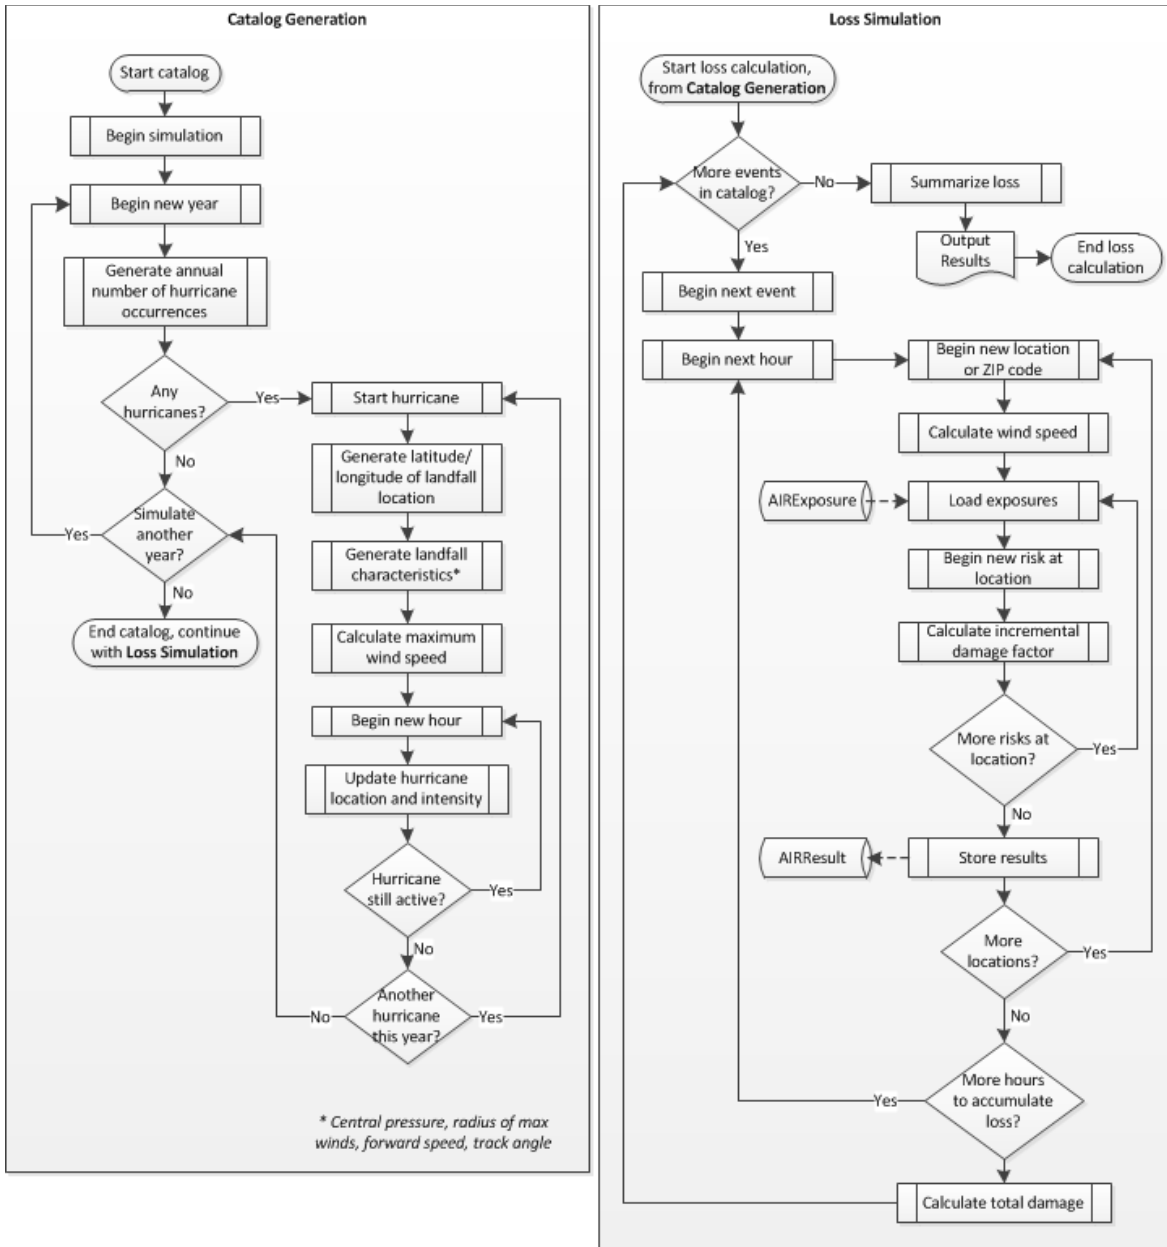 Catalog Generation
Start catalog
Begin simulation
Begin new year
Generate annual
number of hurricane
occurrences
Any
hurricanes?
Yes
No
Simulate
another
year?
Yes
No
End catalog, continue
with Loss Simulation
Start hurricane
Generate latitude/
longitude of landfall
location
Generate landfall
characteristics*
Calculate maximum
wind speed
Begin new hour
Update hurricane
location and intensity
Hurricane
still active?
Yes
No
Another
hurricane
this year?
No
Yes
* Central pressure, radius of max
winds, forward speed, track angle
Loss Simulation
Start loss calculation,
from Catalog Generation
More events
in catalog?
No
Summarize loss
Output
Results
End loss
calculation
Yes
Begin next event
Begin next hour
Begin new location
or ZIP code
Calculate wind speed
AIRExposure
Load exposures
Begin new risk at
location
Calculate incremental
damage factor
More risks at
location?
Yes
No
AIRResult
Store results
More
locations?
Yes
No
More hours
to accumulate
loss?
Yes
Calculate total damage